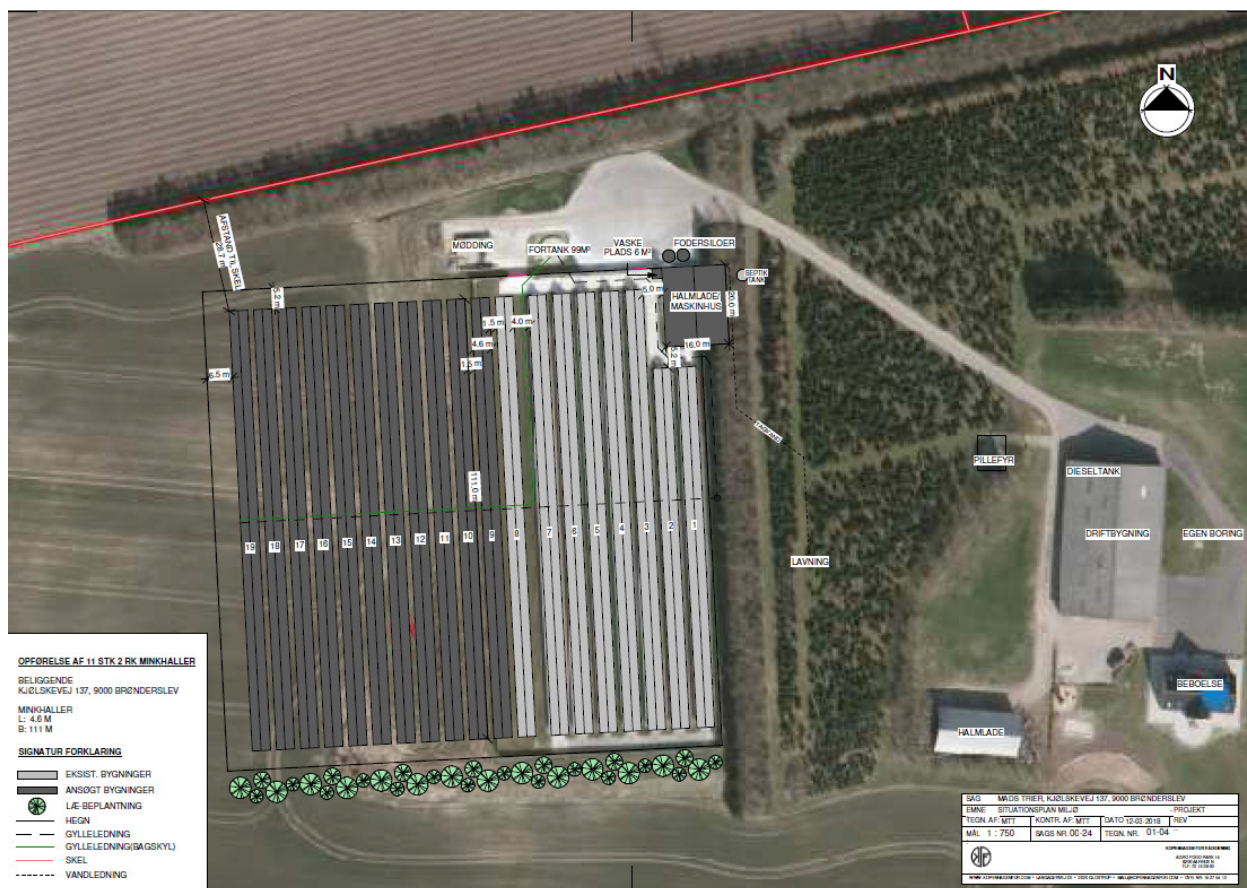 N
AFSTAND TIL SKEL
28.7 m
MØDDING
FORTANK 99M³
VASKE
PLADS 6 M²
FODERSILOER
SEPTIK
TANK
HALMLADE/
MASKINHUS
5.0 m
20.0 m
16.0 m
5.2 m
5.2 m
1.5 m
4.0 m
4.6 m
1.5 m
6.5 m
111.0 m
TAGVAND
PILLEFYR
DIESELTANK
DRIFTBYGNING
EGEN BORING
LAVNING
19 18 17 16 15 14 13 12 11 10 9 8 7 6 5 4 3 2 1
BEBOELSE
HALMLADE
OPFØRELSE AF 11 STK 2 RK MINKHALLER
BELIGGENDE
KJØLSKEVEJ 137, 9000 BRØNDERSLEV
MINKHALLER
L: 4.6 M
B: 111 M
SIGNATUR FORKLARING
EKSIST. BYGNINGER
ANSØGT BYGNINGER
LÆ-BEPLANTNING
HEGN
GYLLELEDNING
GYLLELEDNING(BAGSKYL)
SKEL
VANDLEDNING
SAG MADS TRIER, KJØLSKEVEJ 137, 9000 BRØNDERSLEV
EMNE SITUATIONSPLAN MILJØ - PROJEKT
TEGN. AF: MTT KONTR. AF: MTT DATO 12-03-2018 REV
MÅL 1 : 750 SAGS NR. 00-24 TEGN. NR. 01-04